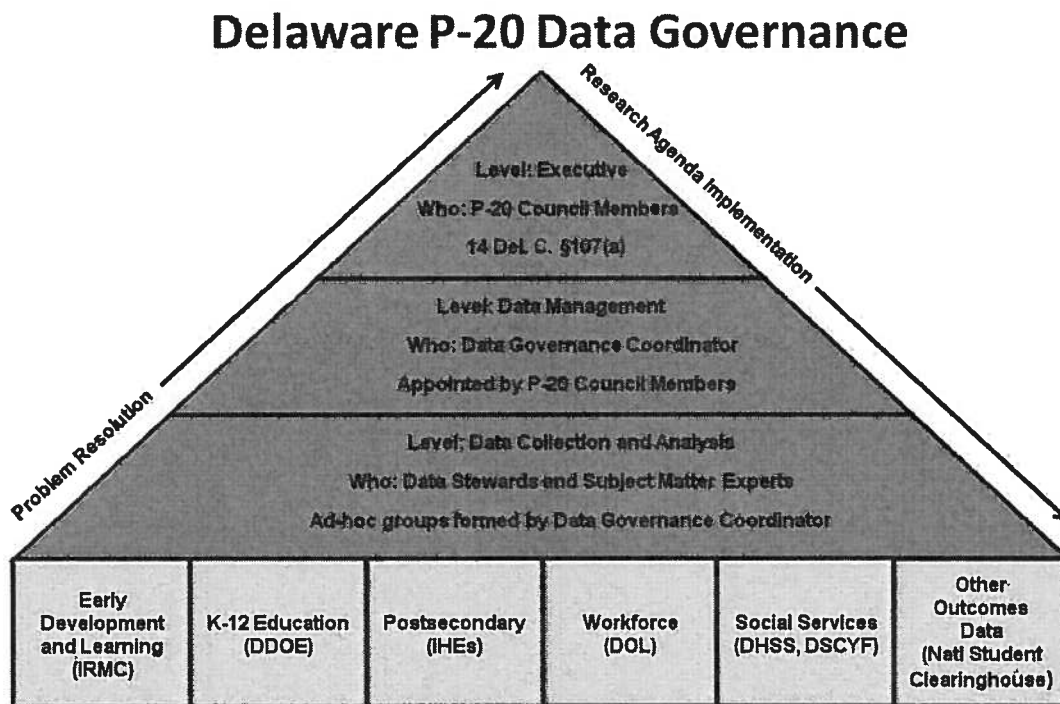 Delaware P-20 Data Governance
Problem Resolution
Research Agenda Implementation
Level: Executive
Who: P-20 Council Members
14 Del. C. §107(a)
Level: Data Management
Who: Data Governance Coordinator
Appointed by P-20 Council Members
Level: Data Collection and Analysis
Who: Data Stewards and Subject Matter Experts
Ad-hoc groups formed by Data Governance Coordinator
Early
Development
and Learning
(IRMC)
K-12 Education
(DDOE)
Postsecondary
(IHEs)
Workforce
(DOL)
Social Services
(DHSS, DSCYF)
Other
Outcomes
Data
(Natl Student
Clearinghouse)